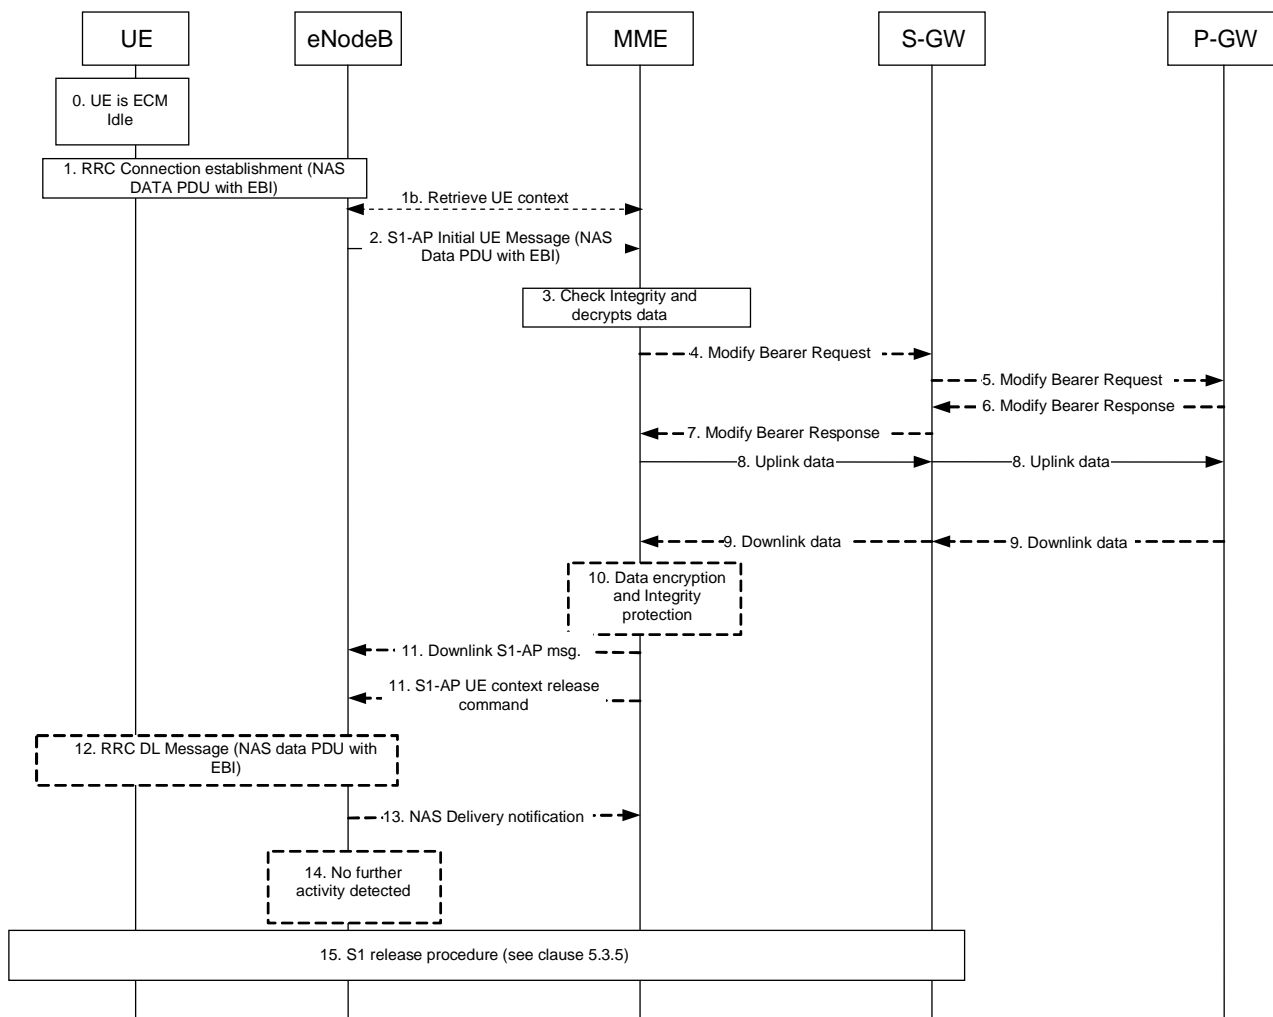 UE
eNodeB
MME
S-GW
P-GW
0. UE is ECM
Idle
1. RRC Connection establishment (NAS
DATA PDU with EBI)
1b. Retrieve UE context
2. S1-AP Initial UE Message (NAS
Data PDU with EBI)
3. Check Integrity and
decrypts data
4. Modify Bearer Request
5. Modify Bearer Request
6. Modify Bearer Response
7. Modify Bearer Response
8. Uplink data
8. Uplink data
9. Downlink data
9. Downlink data
10. Data encryption
and Integrity
protection
11. Downlink S1-AP msg.
11. S1-AP UE context release
command
12. RRC DL Message (NAS data PDU with
EBI)
13. NAS Delivery notification
14. No further
activity detected
15. S1 release procedure (see clause 5.3.5)